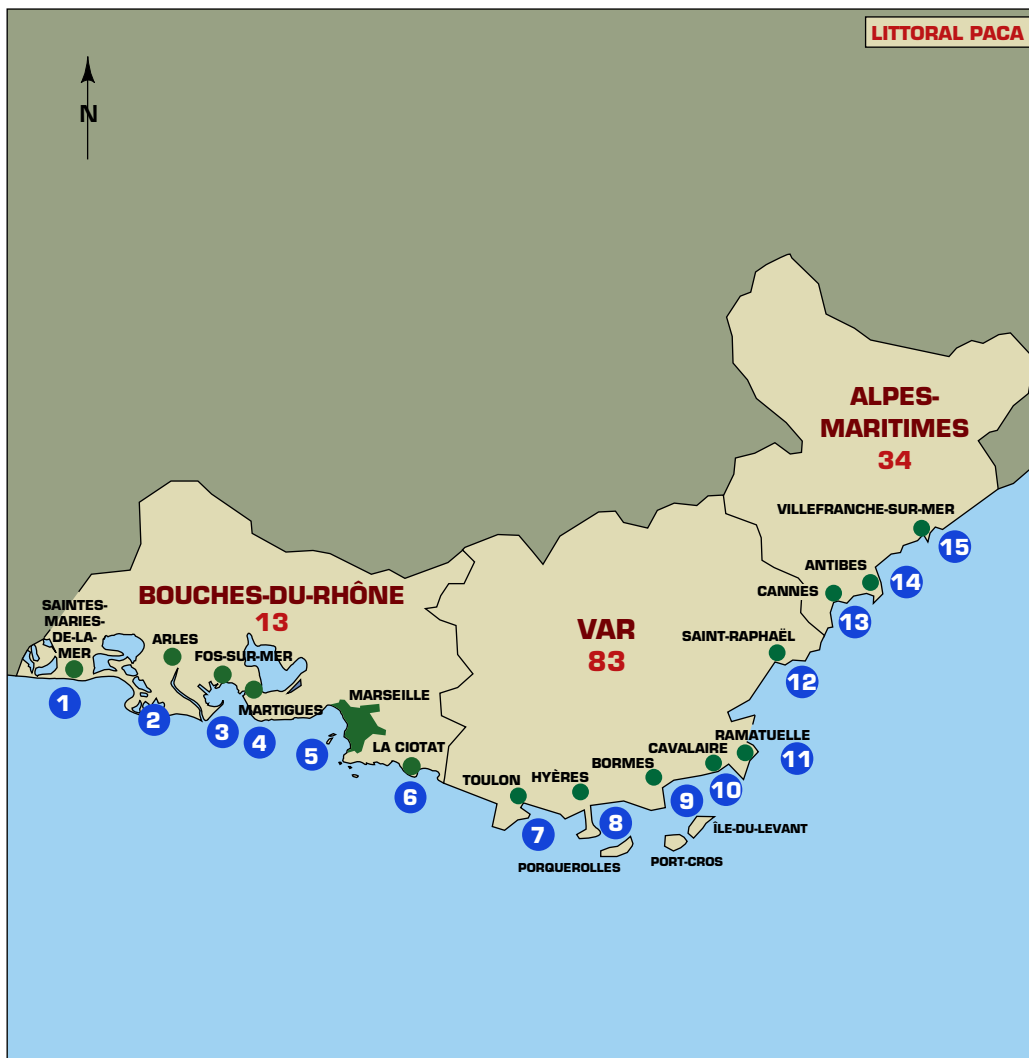 LITTORAL PACA
N
ALPES-
MARITIMES
34
VILLEFRANCHE-SUR-MER
15
ANTIBES
14
CANNES
13
BOUCHES-DU-RHÔNE
13
SAINTES-
MARIES-
DE-LA-
MER
ARLES
FOS-SUR-MER
MARTIGUES
MARSEILLE
LA CIOTAT
1
2
3
4
5
6
VAR
83
SAINT-RAPHAËL
12
RAMATUELLE
11
CAVALAIRE
10
BORMES
9
HYÈRES
8
TOULON
7
ÎLE-DU-LEVANT
PORT-CROS
PORQUEROLLES